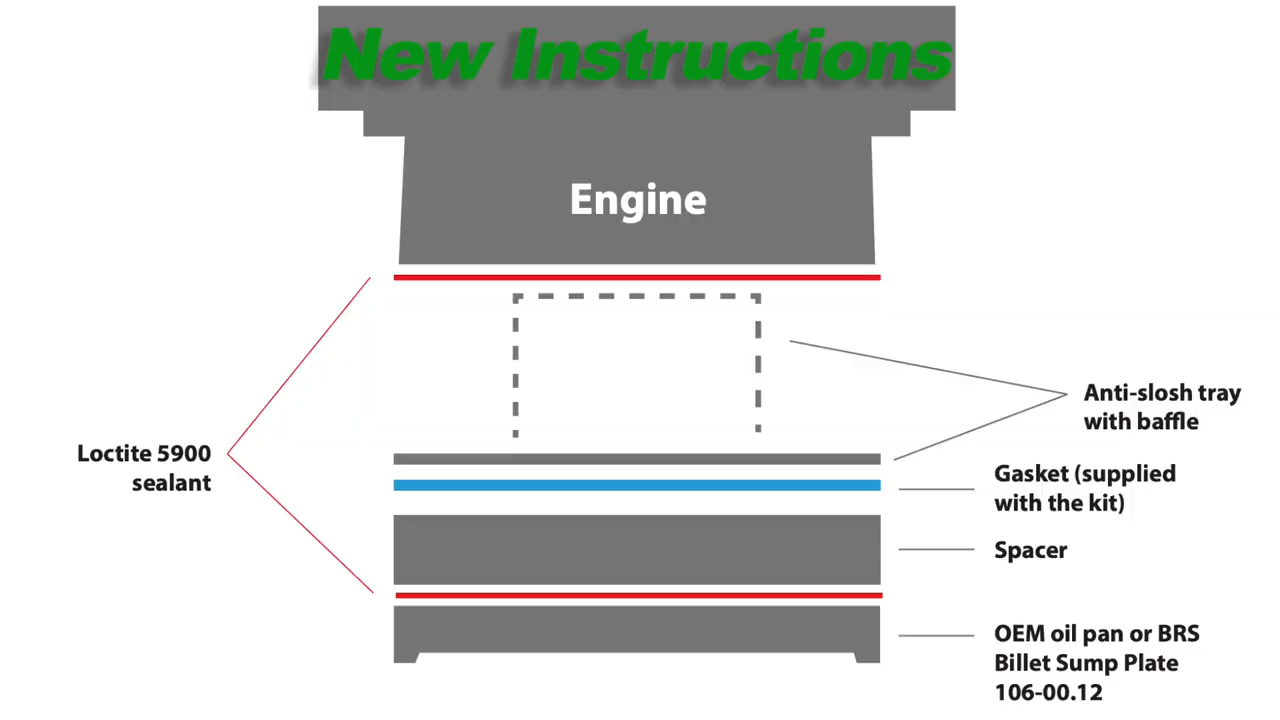 New Instructions
Engine
Loctite 5900
sealant
Anti-slosh tray
with baffle
Gasket (supplied
with the kit)
Spacer
OEM oil pan or BRS
Billet Sump Plate
106-00.12